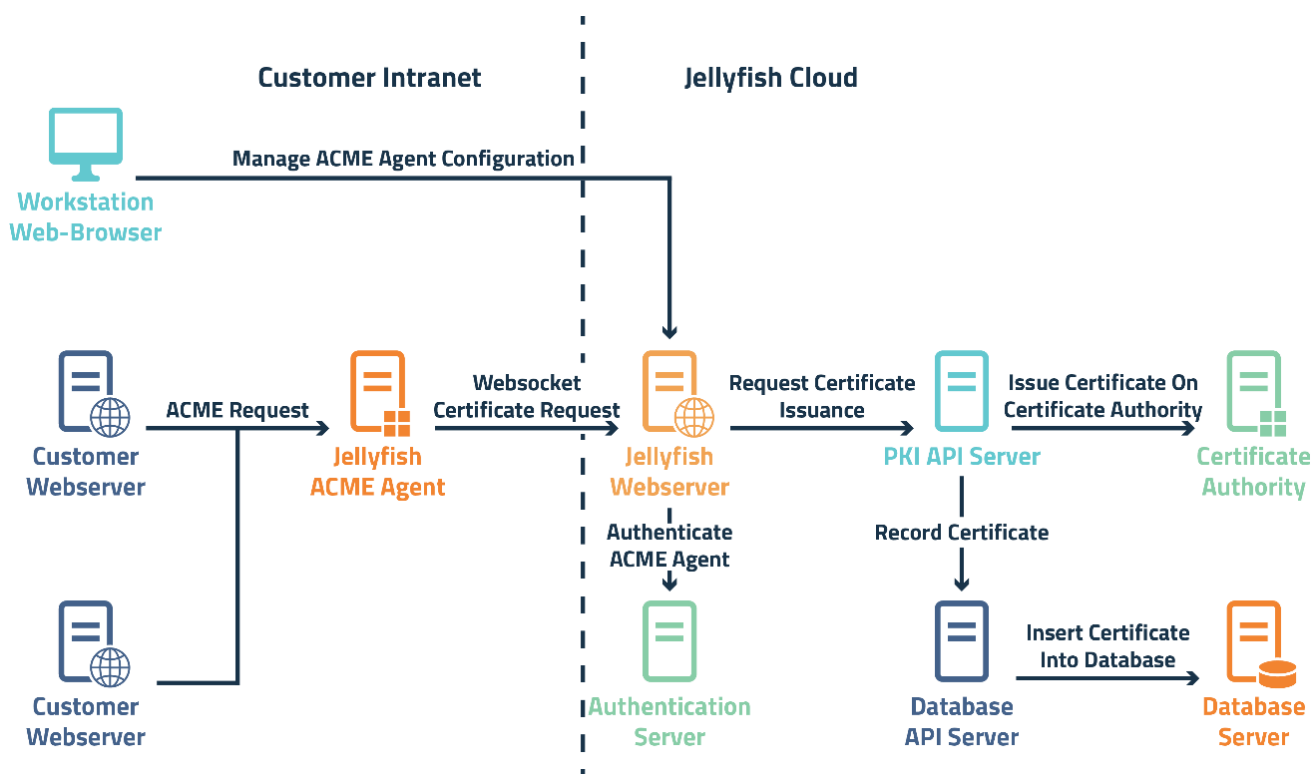 Customer Intranet
Jellyfish Cloud
Manage ACME Agent Configuration
Workstation
Web-Browser
Customer
Webserver
ACME Request
Jellyfish
ACME Agent
Websocket
Certificate Request
Jellyfish
Webserver
Request Certificate
Issuance
PKI API Server
Issue Certificate On
Certificate Authority
Certificate
Authority
Authenticate
ACME Agent
Record Certificate
Customer
Webserver
Authentication
Server
Database
API Server
Insert Certificate
Into Database
Database
Server